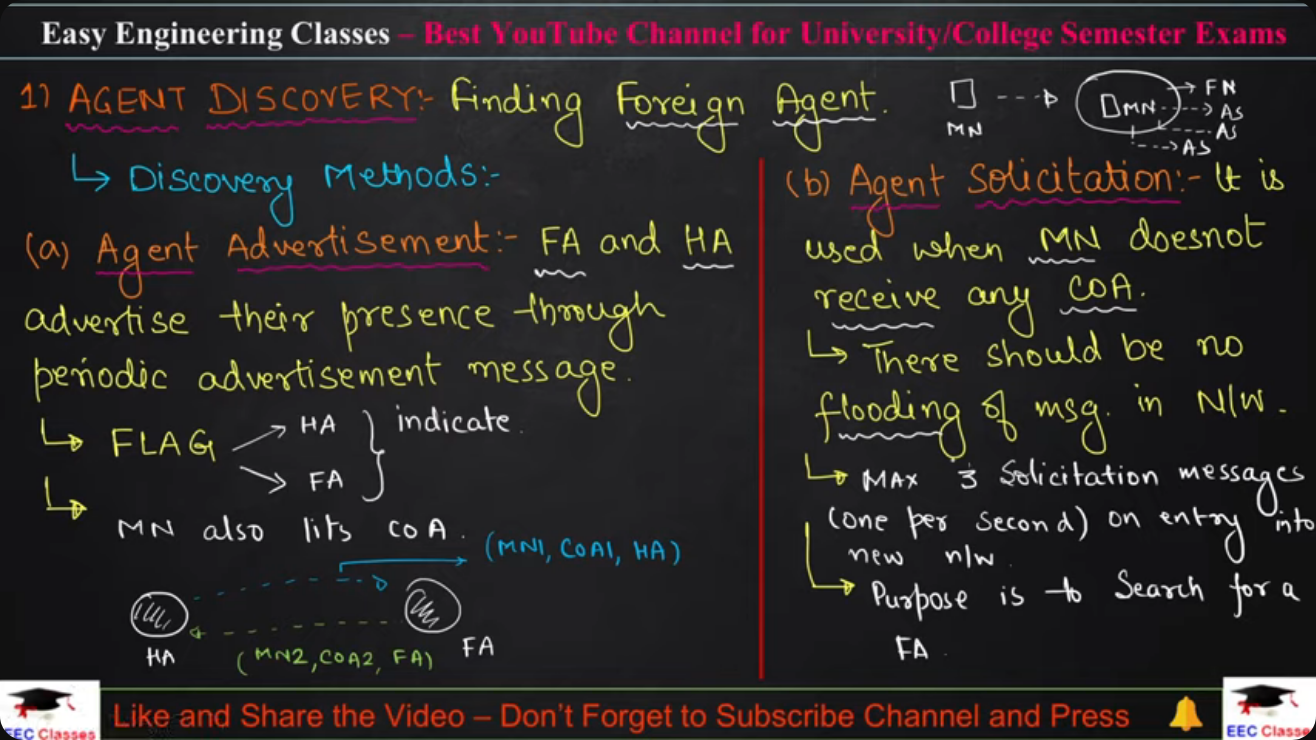 Easy Engineering Classes – Best YouTube Channel for University/College Semester Exams
1) AGENT DISCOVERY:- Finding Foreign Agent.
MN
MN
FN
AS
AS
AS
Discovery Methods:-
(a) Agent Advertisement:- FA and HA
advertise their presence through
periodic advertisement message.
FLAG
HA
FA
indicate.
MN also lits COA.
(MN1, COA1, HA)
HA
FA
(MN2, COA2, FA)
(b) Agent Solicitation:- It is
used when MN doesnot
receive any COA.
There should be no
flooding of msg. in N/W.
MAX 3 Solicitation messages
(one per second) on entry into
new n/w.
Purpose is to Search for a
FA.
EEC Classes
Like and Share the Video – Don't Forget to Subscribe Channel and Press
EEC Classe